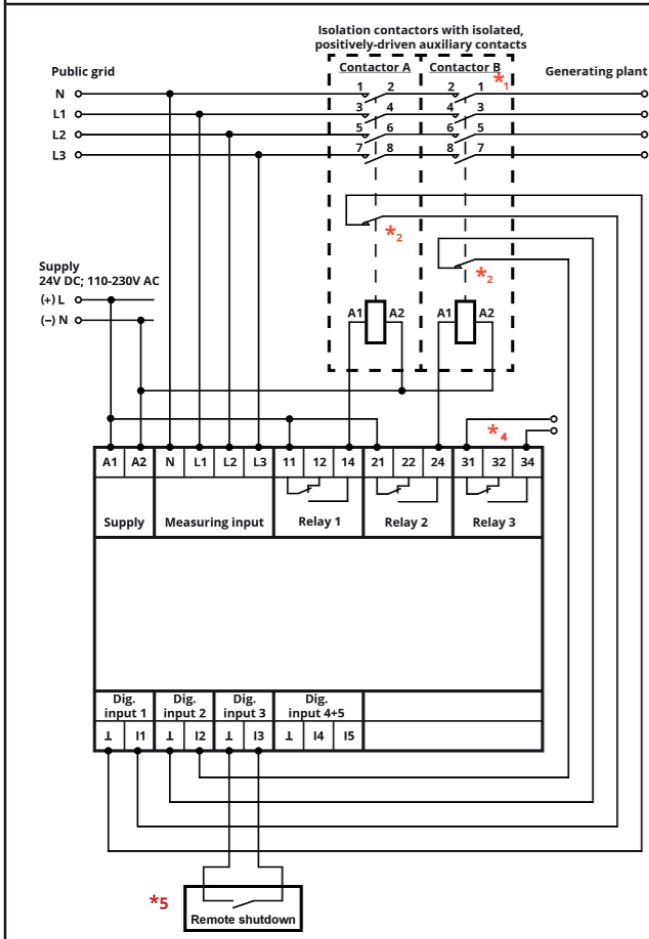 Isolation contactors with isolated,
positively-driven auxiliary contacts
Public grid
Contactor A
Contactor B
Generating plant
1 2 2 1 *1
N
3 4 4 3
L1
5 6 6 5
L2
7 8 8 7
L3
*2
*2
Supply
24V DC; 110-230V AC
(+) L
(−) N
A1 A2 A1 A2
*4
A1 A2 N L1 L2 L3 11 12 14 21 22 24 31 32 34
Supply Measuring input Relay 1 Relay 2 Relay 3
Dig. input 1
Dig. input 2
Dig. input 3
Dig. input 4+5
⊥ I1 ⊥ I2 ⊥ I3 ⊥ I4 I5
*5
Remote shutdown